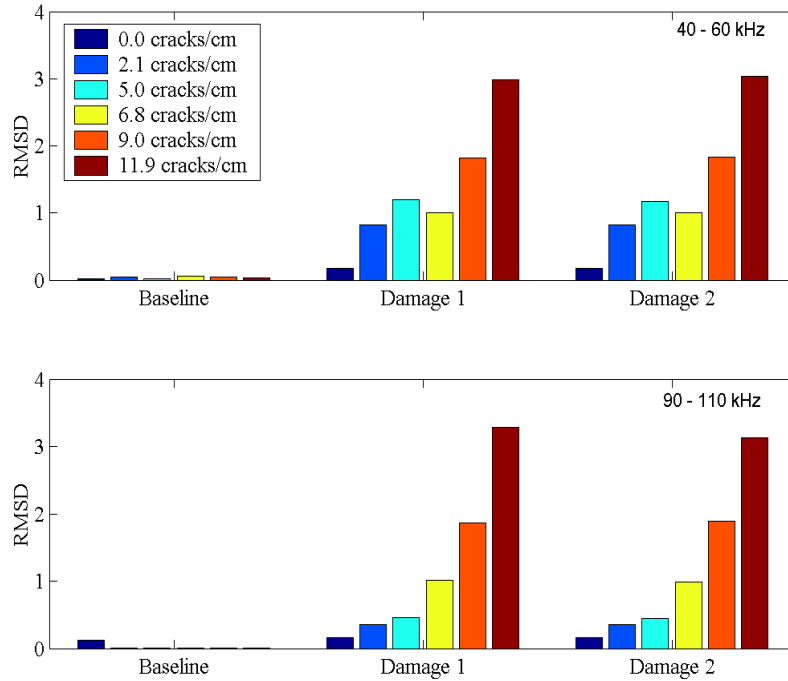 4
40 - 60 kHz
0.0 cracks/cm
2.1 cracks/cm
3
5.0 cracks/cm
6.8 cracks/cm
RMSD
2
9.0 cracks/cm
11.9 cracks/cm
1
0
Baseline Damage 1 Damage 2
4
90 - 110 kHz
3
RMSD
2
1
0
Baseline Damage 1 Damage 2